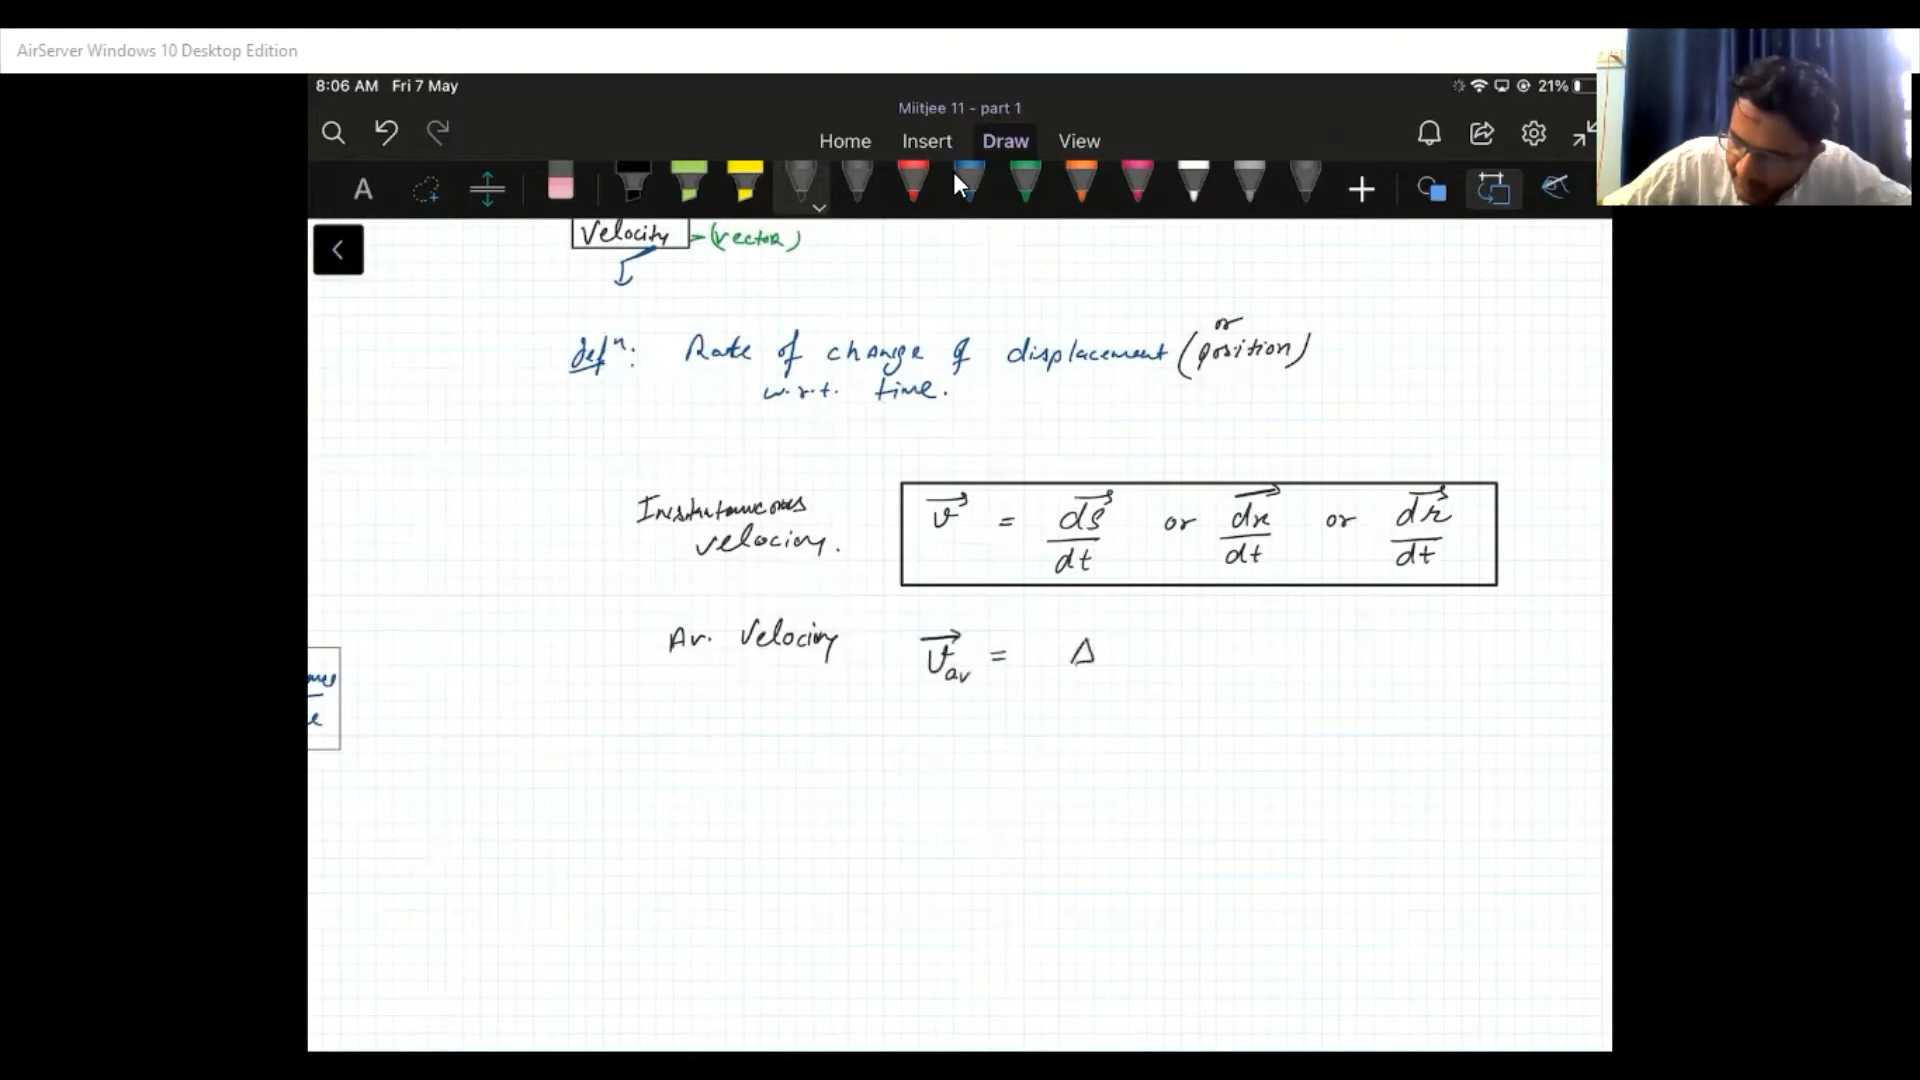 AirServer Windows 10 Desktop Edition
8:06 AM Fri 7 May
21%
Miitjee 11 - part 1
Home Insert Draw View
A
Velocity → (vector)
defⁿ: Rate of change of displacement (or position)
w.r.t. time.
Instantaneous
velocity.
v⃗ = ds⃗/dt or dx⃗/dt or dr⃗/dt
Av. Velocity v⃗av = Δ